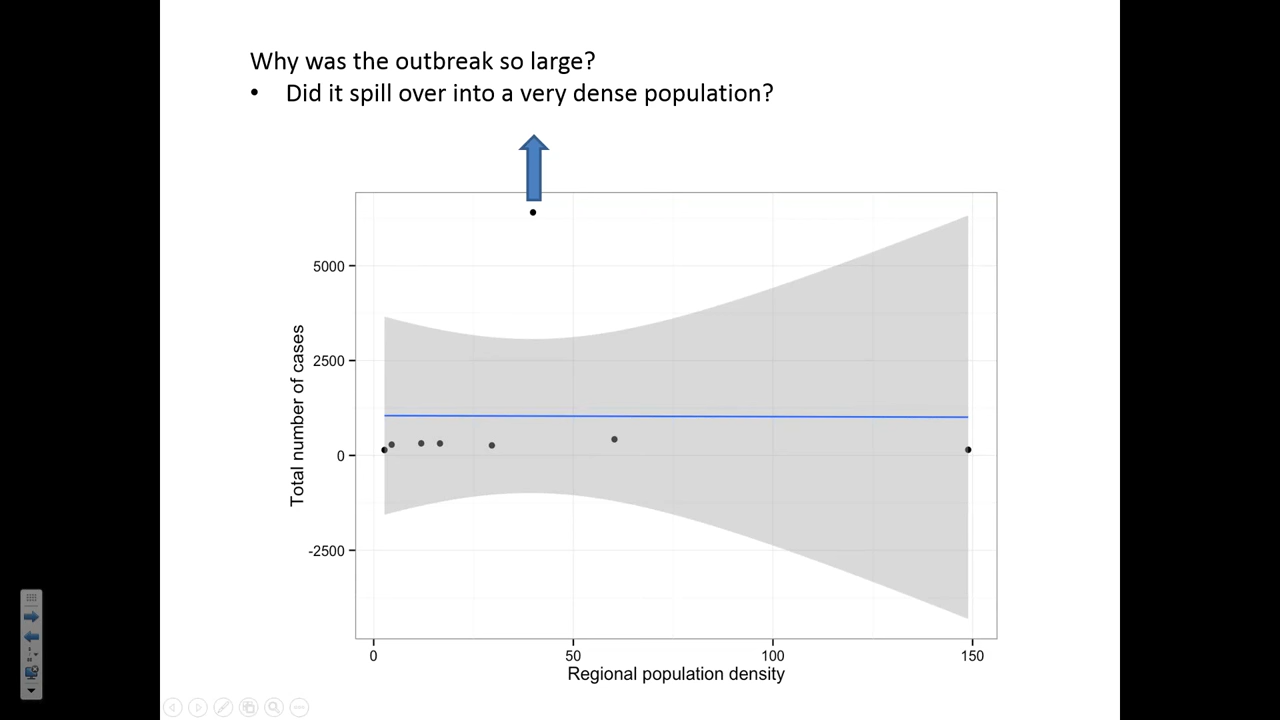 Why was the outbreak so large?
• Did it spill over into a very dense population?
5000
2500
0
-2500
Total number of cases
0 50 100 150
Regional population density